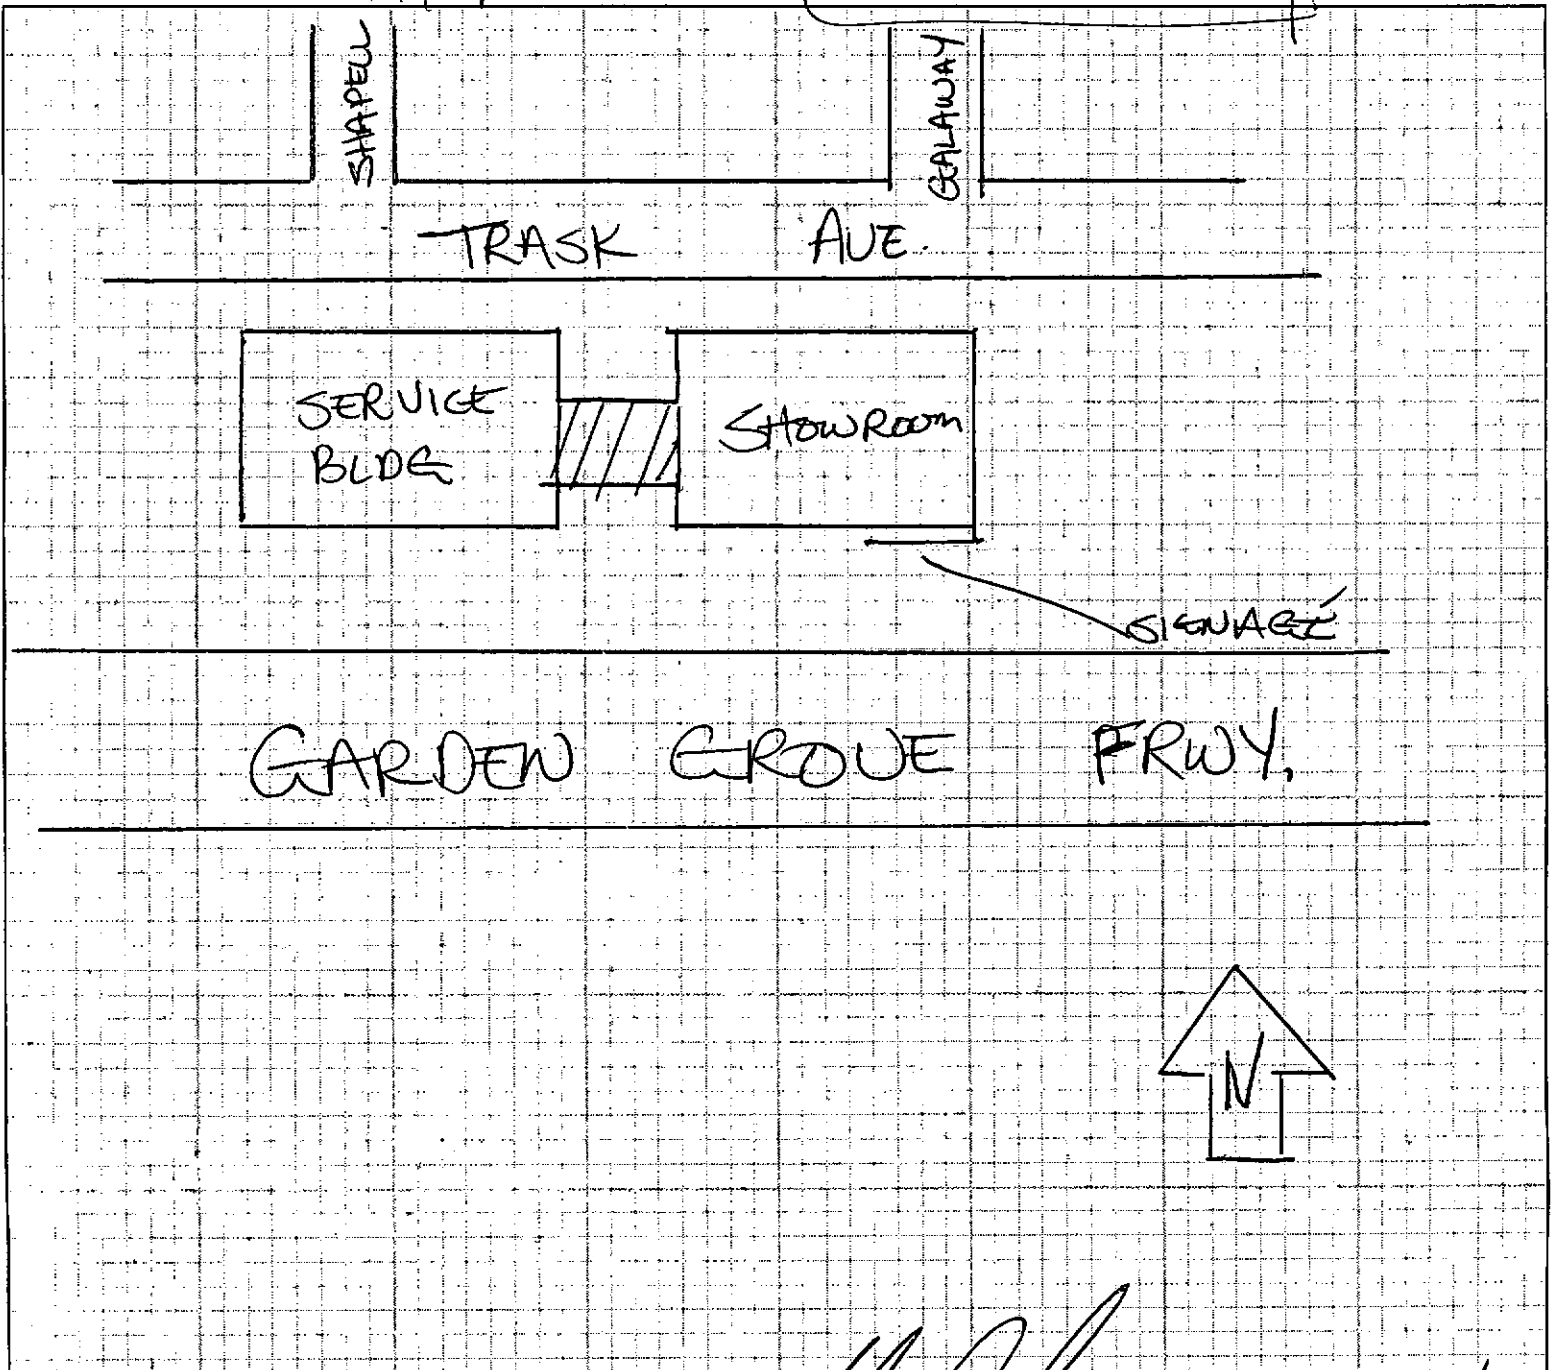 SHAPELL
GALAWAY
TRASK AVE.
SERVICE
BLDG
SHOWROOM
SIGNAGE
GARDEN GROVE FRWY.
N